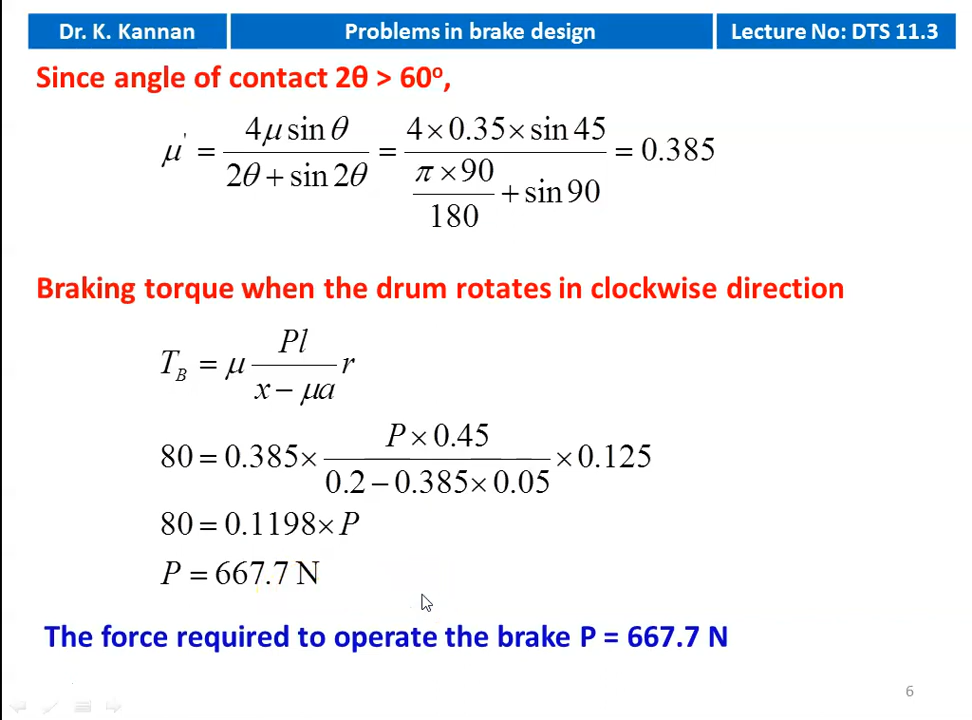 Dr. K. Kannan Problems in brake design Lecture No: DTS 11.3
Since angle of contact 2θ > 60°,
μ' = (4μ sin θ)/(2θ + sin 2θ) = (4 × 0.35 × sin 45)/((π × 90)/180 + sin 90) = 0.385
Braking torque when the drum rotates in clockwise direction
T_B = μ (Pl)/(x − μa) r
80 = 0.385 × (P × 0.45)/(0.2 − 0.385 × 0.05) × 0.125
80 = 0.1198 × P
P = 667.7 N
The force required to operate the brake P = 667.7 N
6